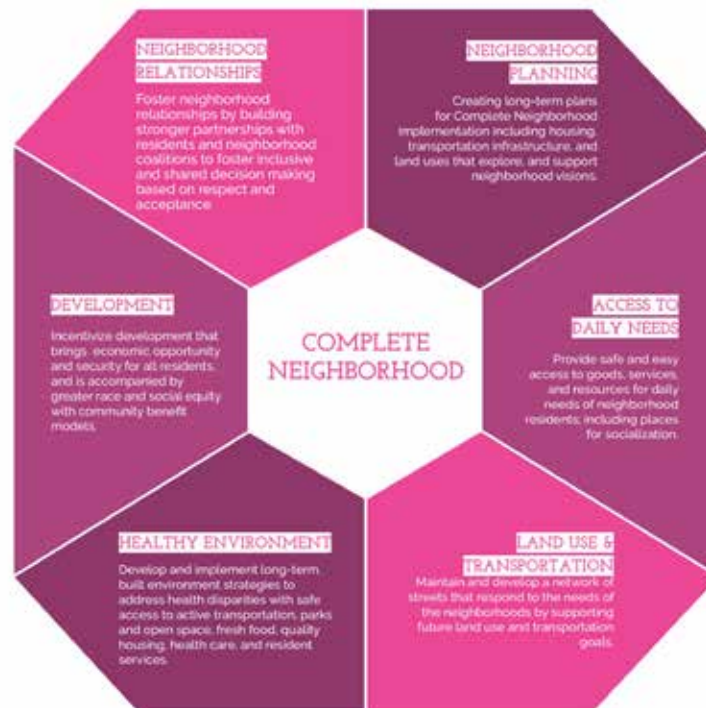 NEIGHBORHOOD
RELATIONSHIPS
Foster neighborhood
relationships by building
stronger partnerships with
residents and neighborhood
coalitions to foster inclusive
and shared decision making
based on respect and
acceptance
NEIGHBORHOOD
PLANNING
Creating long-term plans
for Complete Neighborhood
implementation including housing,
transportation infrastructure, and
land uses that explore, and support
neighborhood visions.
DEVELOPMENT
Incentivize development that
brings economic opportunity
and security for all residents,
and is accompanied by
greater race and social equity
with community benefit
models.
COMPLETE
NEIGHBORHOOD
ACCESS TO
DAILY NEEDS
Provide safe and easy
access to goods, services,
and resources for daily
needs of neighborhood
residents; including places
for socialization.
HEALTHY ENVIRONMENT
Develop and implement long-term
built environment strategies to
address health disparities with safe
access to active transportation, parks
and open space, fresh food, quality
housing, health care, and resident
services.
LAND USE &
TRANSPORTATION
Maintain and develop a network of
streets that respond to the needs of
the neighborhoods by supporting
future land use and transportation
goals.